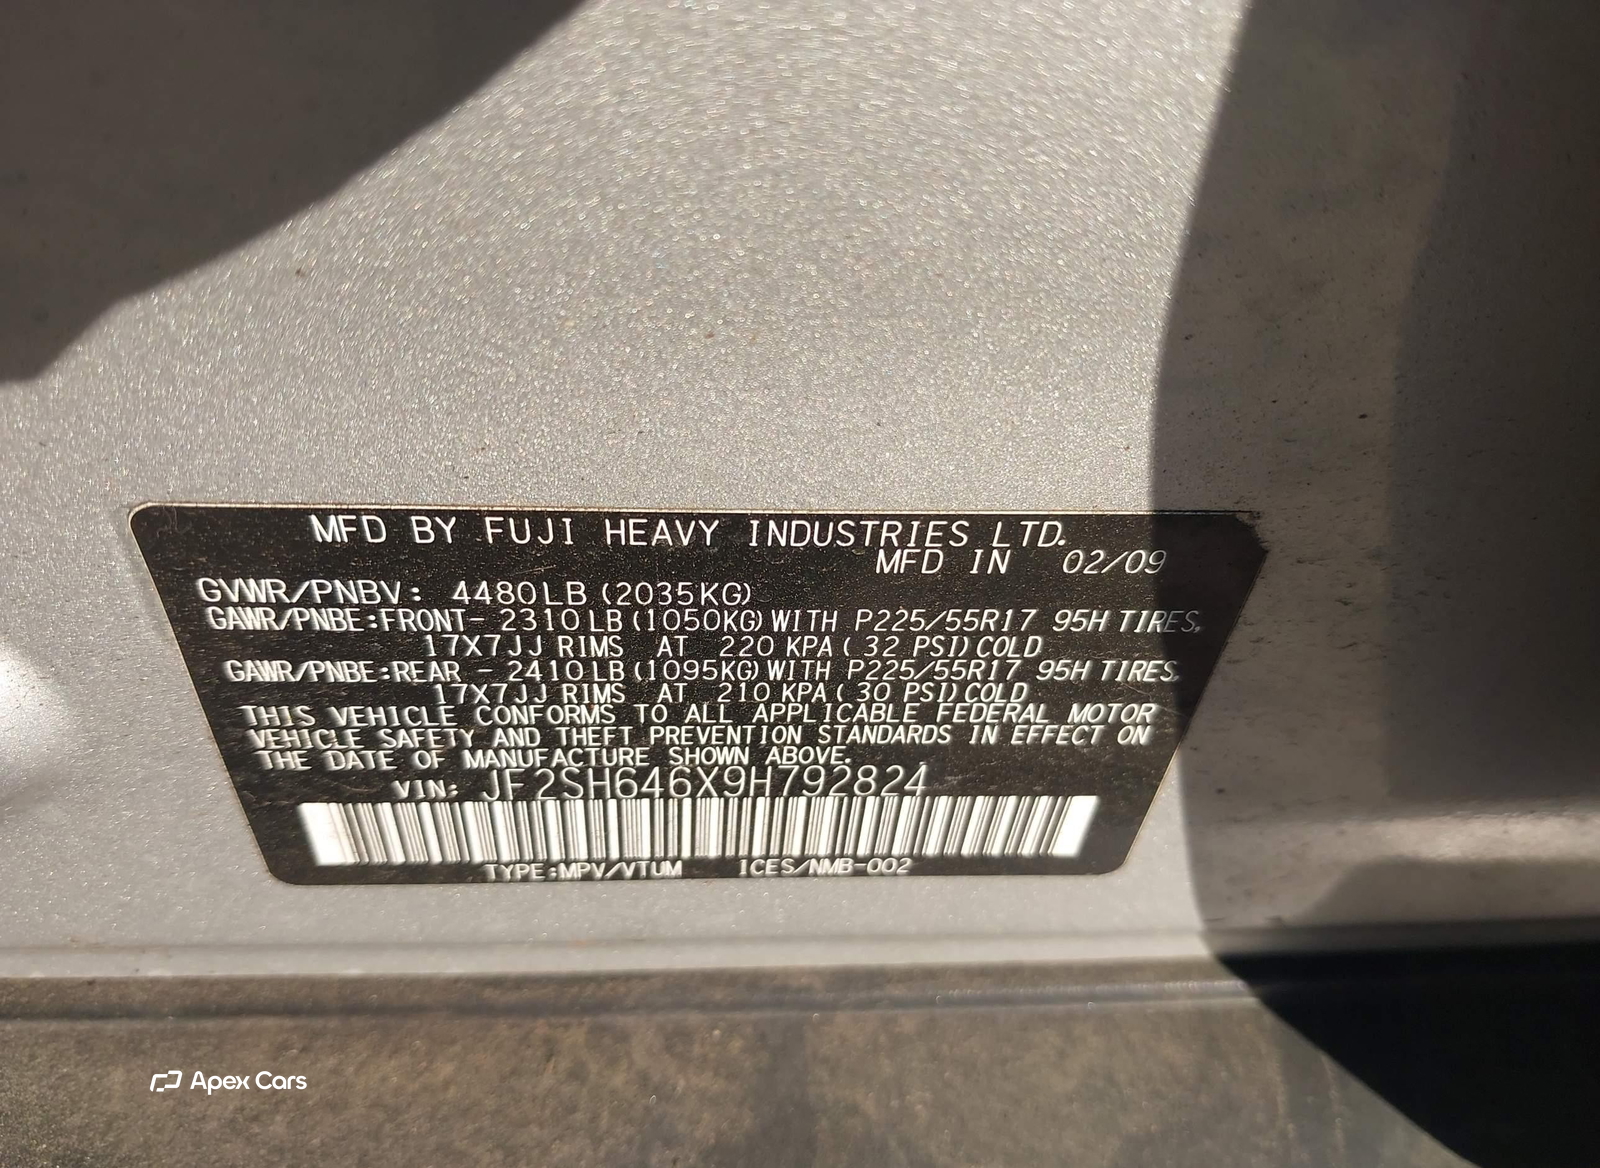 MFD BY FUJI HEAVY INDUSTRIES LTD.
MFD IN 02/09
GVWR/PNBV: 4480LB (2035KG)
GAWR/PNBE:FRONT- 2310LB(1050KG)WITH P225/55R17 95H TIRES,
17X7JJ RIMS AT 220 KPA( 32 PSI)COLD
GAWR/PNBE:REAR - 2410LB(1095KG)WITH P225/55R17 95H TIRES,
17X7JJ RIMS AT 210 KPA( 30 PSI)COLD
THIS VEHICLE CONFORMS TO ALL APPLICABLE FEDERAL MOTOR
VEHICLE SAFETY AND THEFT PREVENTION STANDARDS IN EFFECT ON
THE DATE OF MANUFACTURE SHOWN ABOVE.
VIN: JF2SH646X9H792824
TYPE:MPV/VTUM ICES/NMB-002
Apex Cars